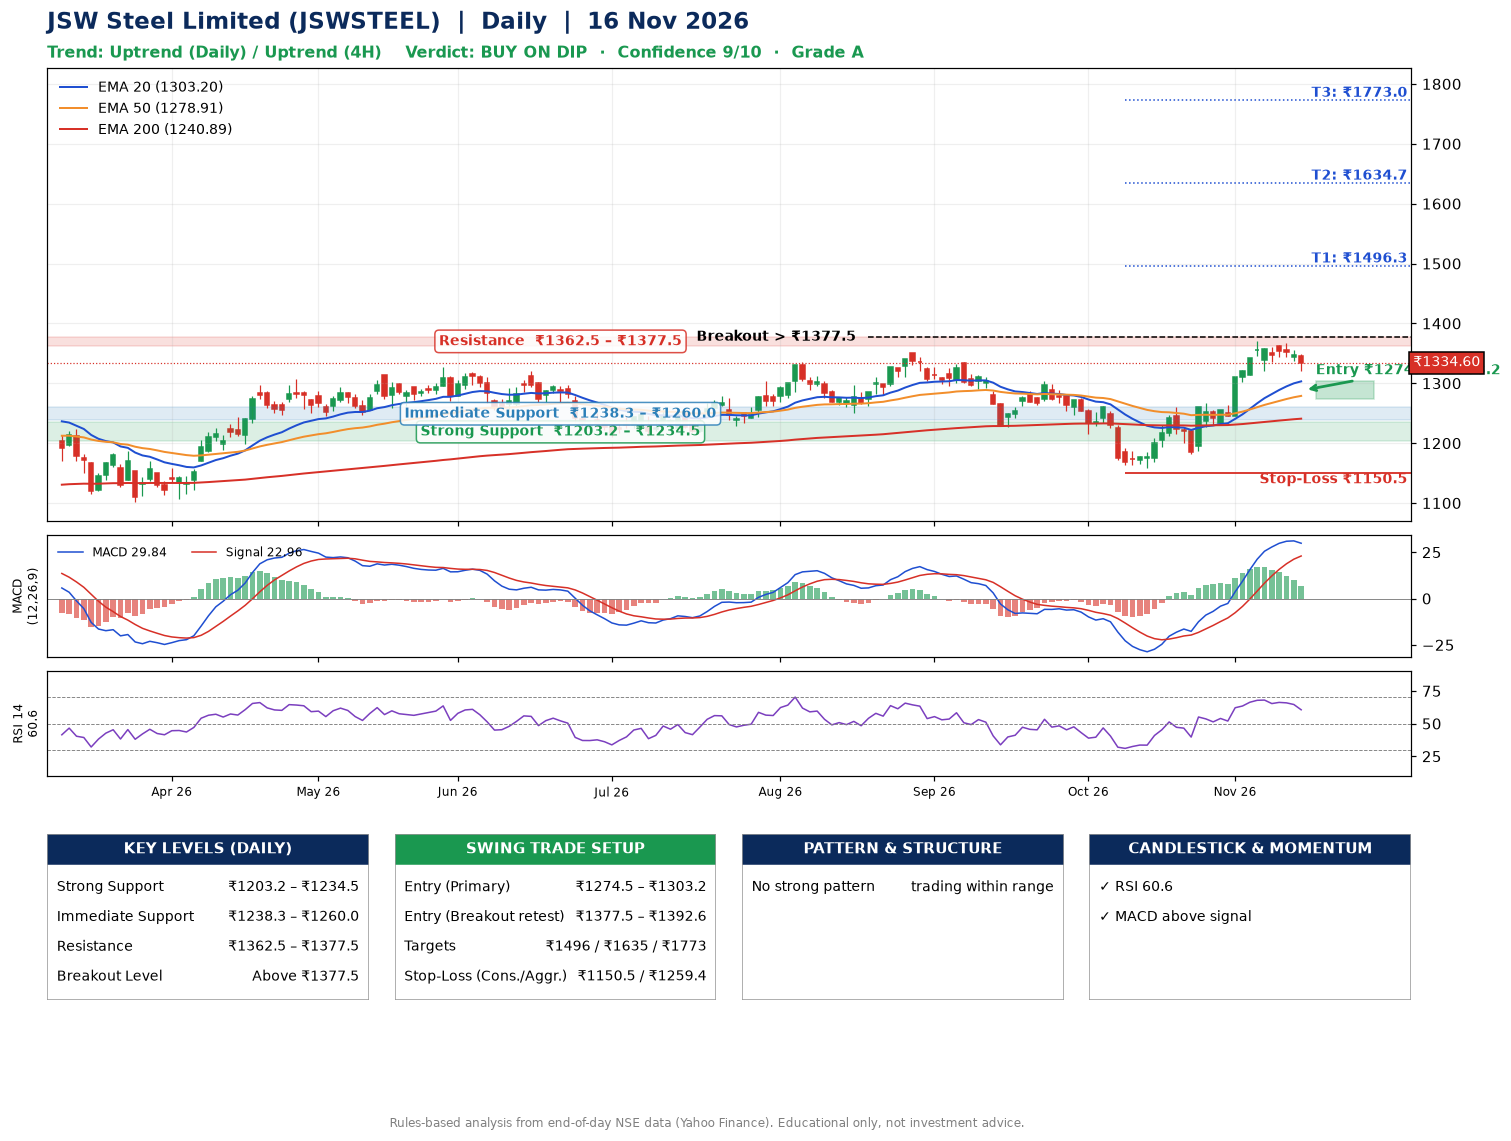 JSW Steel Limited (JSWSTEEL) | Daily | 16 Nov 2026
Trend: Uptrend (Daily) / Uptrend (4H) Verdict: BUY ON DIP · Confidence 9/10 · Grade A
EMA 20 (1303.20)
EMA 50 (1278.91)
EMA 200 (1240.89)
T3: ₹1773.0
T2: ₹1634.7
T1: ₹1496.3
Breakout > ₹1377.5
Resistance ₹1362.5 – ₹1377.5
₹1334.60
Entry ₹1274
.2
Immediate Support ₹1238.3 – ₹1260.0
Strong Support ₹1203.2 – ₹1234.5
Stop-Loss ₹1150.5
1800
1700
1600
1500
1400
1300
1200
1100
MACD 29.84
Signal 22.96
MACD
(12,26,9)
25
0
−25
RSI 14
60.6
75
50
25
Apr 26
May 26
Jun 26
Jul 26
Aug 26
Sep 26
Oct 26
Nov 26
KEY LEVELS (DAILY)
Strong Support ₹1203.2 – ₹1234.5
Immediate Support ₹1238.3 – ₹1260.0
Resistance ₹1362.5 – ₹1377.5
Breakout Level Above ₹1377.5
SWING TRADE SETUP
Entry (Primary) ₹1274.5 – ₹1303.2
Entry (Breakout retest) ₹1377.5 – ₹1392.6
Targets ₹1496 / ₹1635 / ₹1773
Stop-Loss (Cons./Aggr.) ₹1150.5 / ₹1259.4
PATTERN & STRUCTURE
No strong pattern trading within range
CANDLESTICK & MOMENTUM
✓ RSI 60.6
✓ MACD above signal
Rules-based analysis from end-of-day NSE data (Yahoo Finance). Educational only, not investment advice.